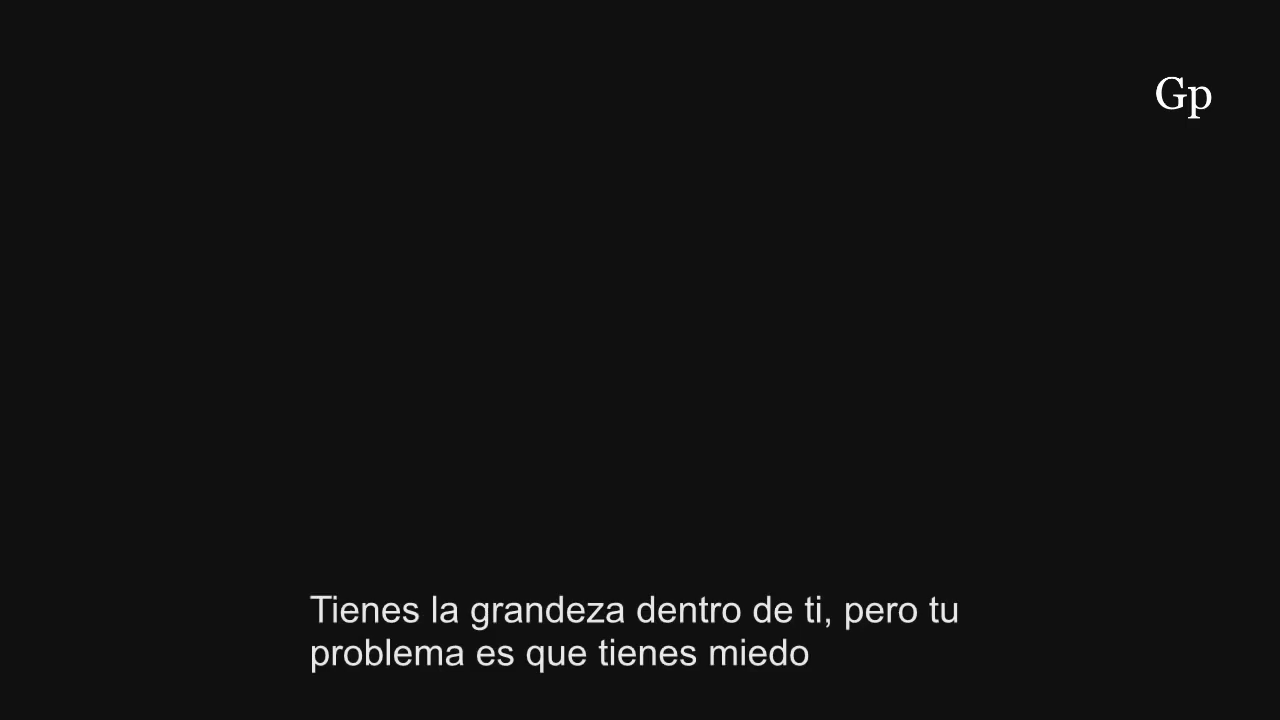 Gp
Tienes la grandeza dentro de ti, pero tu
problema es que tienes miedo